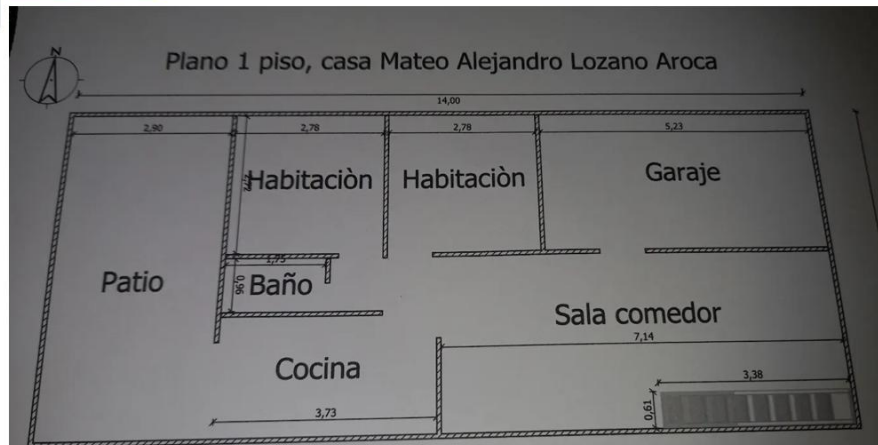 N
Plano 1 piso, casa Mateo Alejandro Lozano Aroca
14,00
2,90
2,78
2,78
5,23
Habitaciòn
Habitaciòn
Garaje
1,75
0,96
Baño
Patio
Sala comedor
7,14
Cocina
3,38
0,61
3,73